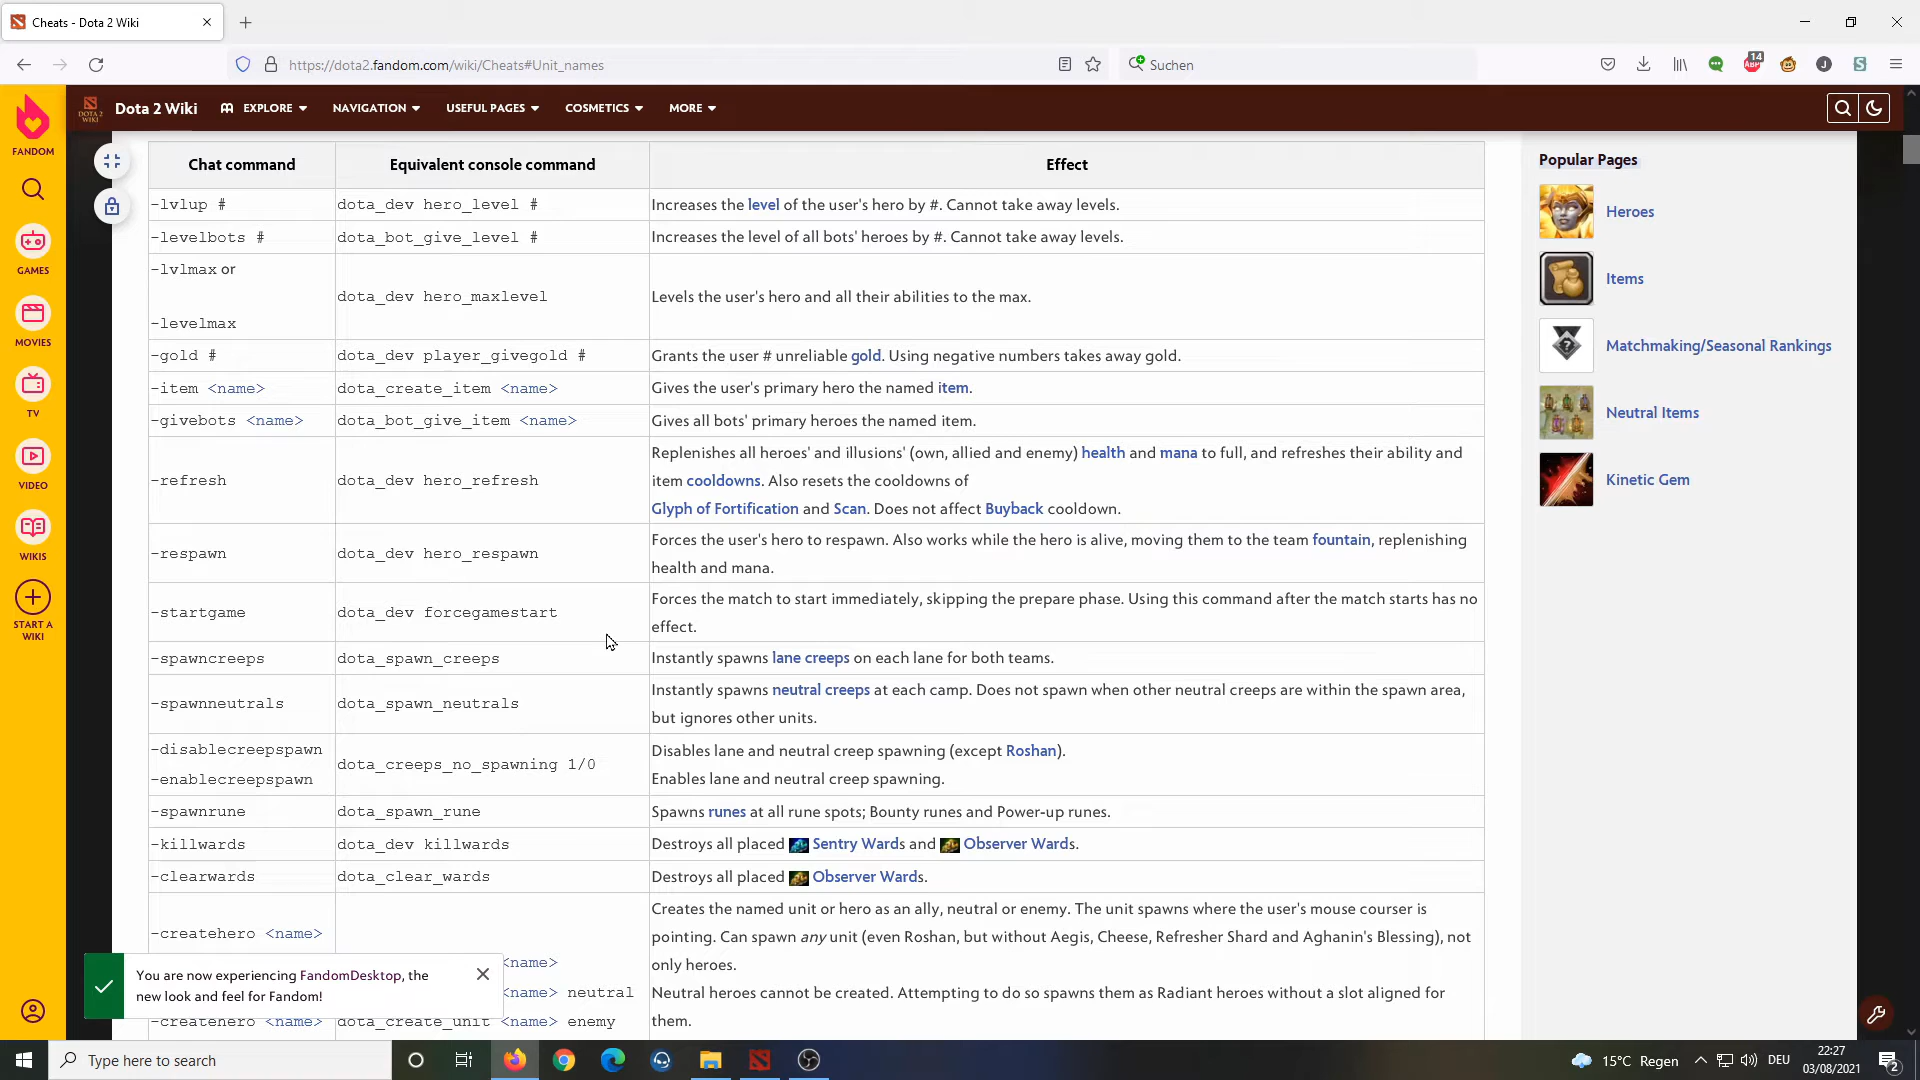 Cheats - Dota 2 Wiki
https://dota2.fandom.com/wiki/Cheats#Unit_names
Suchen
14
ABP
J
S
DOTA 2
WIKI
Dota 2 Wiki
EXPLORE
NAVIGATION
USEFUL PAGES
COSMETICS
MORE
FANDOM
GAMES
MOVIES
TV
VIDEO
WIKIS
START A
WIKI
Chat command
Equivalent console command
Effect
-lvlup #
dota_dev hero_level #
Increases the level of the user's hero by #. Cannot take away levels.
-levelbots #
dota_bot_give_level #
Increases the level of all bots' heroes by #. Cannot take away levels.
-lvlmax or
-levelmax
dota_dev hero_maxlevel
Levels the user's hero and all their abilities to the max.
-gold #
dota_dev player_givegold #
Grants the user # unreliable gold. Using negative numbers takes away gold.
-item <name>
dota_create_item <name>
Gives the user's primary hero the named item.
-givebots <name>
dota_bot_give_item <name>
Gives all bots' primary heroes the named item.
-refresh
dota_dev hero_refresh
Replenishes all heroes' and illusions' (own, allied and enemy) health and mana to full, and refreshes their ability and
item cooldowns. Also resets the cooldowns of
Glyph of Fortification and Scan. Does not affect Buyback cooldown.
-respawn
dota_dev hero_respawn
Forces the user's hero to respawn. Also works while the hero is alive, moving them to the team fountain, replenishing
health and mana.
-startgame
dota_dev forcegamestart
Forces the match to start immediately, skipping the prepare phase. Using this command after the match starts has no
effect.
-spawncreeps
dota_spawn_creeps
Instantly spawns lane creeps on each lane for both teams.
-spawnneutrals
dota_spawn_neutrals
Instantly spawns neutral creeps at each camp. Does not spawn when other neutral creeps are within the spawn area,
but ignores other units.
-disablecreepspawn
-enablecreepspawn
dota_creeps_no_spawning 1/0
Disables lane and neutral creep spawning (except Roshan).
Enables lane and neutral creep spawning.
-spawnrune
dota_spawn_rune
Spawns runes at all rune spots; Bounty runes and Power-up runes.
-killwards
dota_dev killwards
Destroys all placed Sentry Wards and Observer Wards.
-clearwards
dota_clear_wards
Destroys all placed Observer Wards.
-createhero <name>
<name>
<name> neutral
-createhero <name>
dota_create_unit <name> enemy
Creates the named unit or hero as an ally, neutral or enemy. The unit spawns where the user's mouse courser is
pointing. Can spawn any unit (even Roshan, but without Aegis, Cheese, Refresher Shard and Aghanin's Blessing), not
only heroes.
Neutral heroes cannot be created. Attempting to do so spawns them as Radiant heroes without a slot aligned for
them.
You are now experiencing FandomDesktop, the
new look and feel for Fandom!
Popular Pages
Heroes
Items
Matchmaking/Seasonal Rankings
Neutral Items
Kinetic Gem
Type here to search
15°C Regen
DEU
22:27
03/08/2021
2